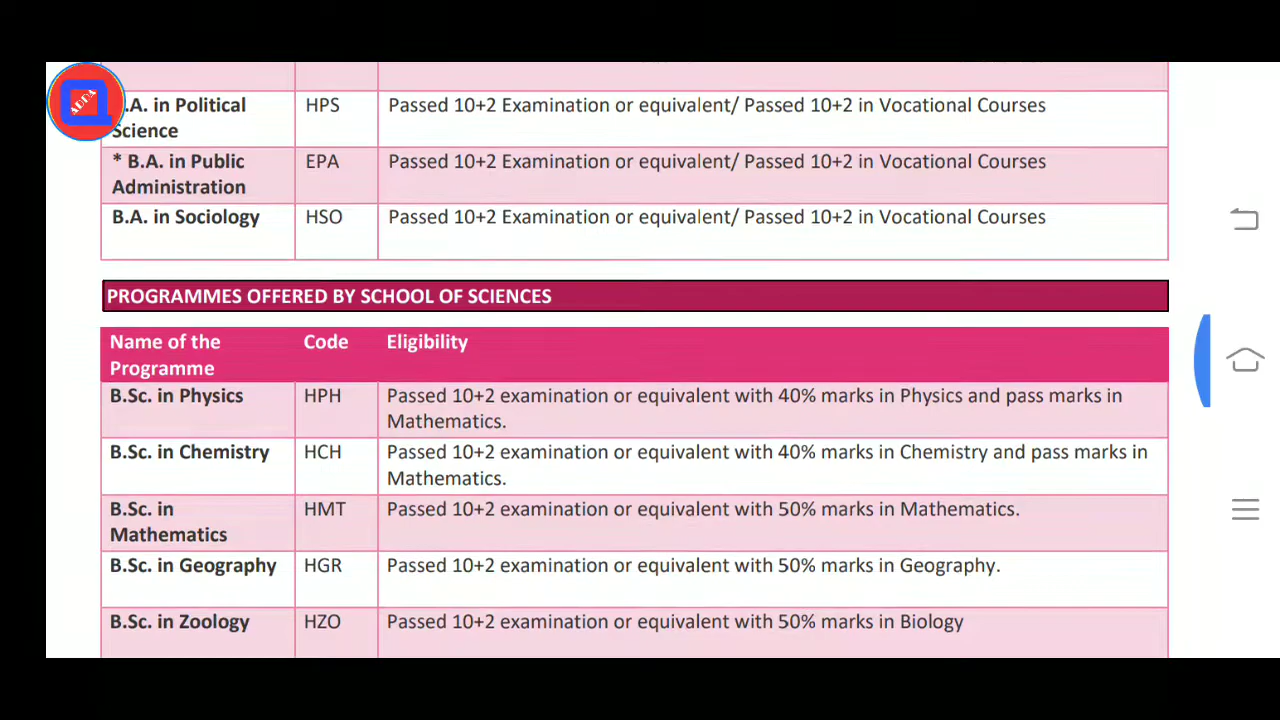 .A. in Political HPS Passed 10+2 Examination or equivalent/ Passed 10+2 in Vocational Courses
Science
* B.A. in Public EPA Passed 10+2 Examination or equivalent/ Passed 10+2 in Vocational Courses
Administration
B.A. in Sociology HSO Passed 10+2 Examination or equivalent/ Passed 10+2 in Vocational Courses
PROGRAMMES OFFERED BY SCHOOL OF SCIENCES
Name of the Code Eligibility
Programme
B.Sc. in Physics HPH Passed 10+2 examination or equivalent with 40% marks in Physics and pass marks in
Mathematics.
B.Sc. in Chemistry HCH Passed 10+2 examination or equivalent with 40% marks in Chemistry and pass marks in
Mathematics.
B.Sc. in HMT Passed 10+2 examination or equivalent with 50% marks in Mathematics.
Mathematics
B.Sc. in Geography HGR Passed 10+2 examination or equivalent with 50% marks in Geography.
B.Sc. in Zoology HZO Passed 10+2 examination or equivalent with 50% marks in Biology